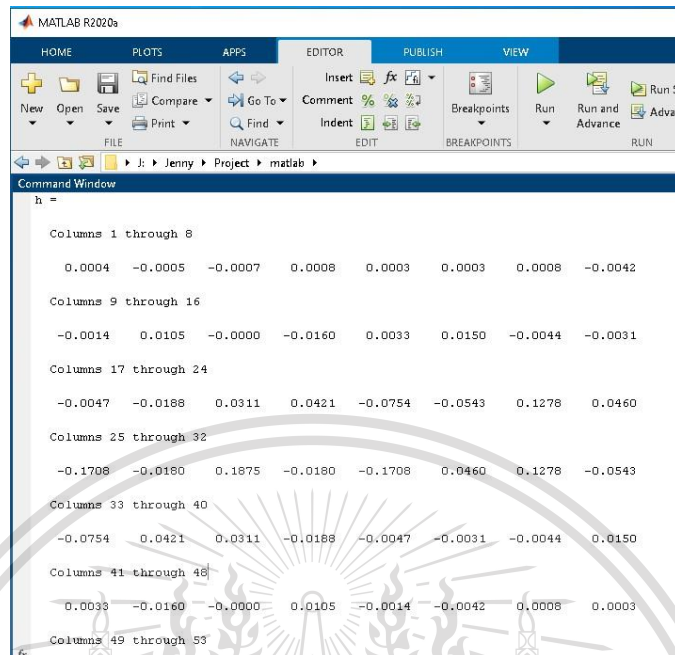 MATLAB R2020a
HOME PLOTS APPS EDITOR PUBLISH VIEW
New Open Save Find Files Compare Print Go To Find Insert fx Comment % Indent Breakpoints Run Run and Advance Run
FILE NAVIGATE EDIT BREAKPOINTS RUN
J: Jenny Project matlab
Command Window
h =
Columns 1 through 8
0.0004 -0.0005 -0.0007 0.0008 0.0003 0.0003 0.0008 -0.0042
Columns 9 through 16
-0.0014 0.0105 -0.0000 -0.0160 0.0033 0.0150 -0.0044 -0.0031
Columns 17 through 24
-0.0047 -0.0188 0.0311 0.0421 -0.0754 -0.0543 0.1278 0.0460
Columns 25 through 32
-0.1708 -0.0180 0.1875 -0.0180 -0.1708 0.0460 0.1278 -0.0543
Columns 33 through 40
-0.0754 0.0421 0.0311 -0.0188 -0.0047 -0.0031 -0.0044 0.0150
Columns 41 through 48
0.0033 -0.0160 -0.0000 0.0105 -0.0014 -0.0042 0.0008 0.0003
Columns 49 through 53